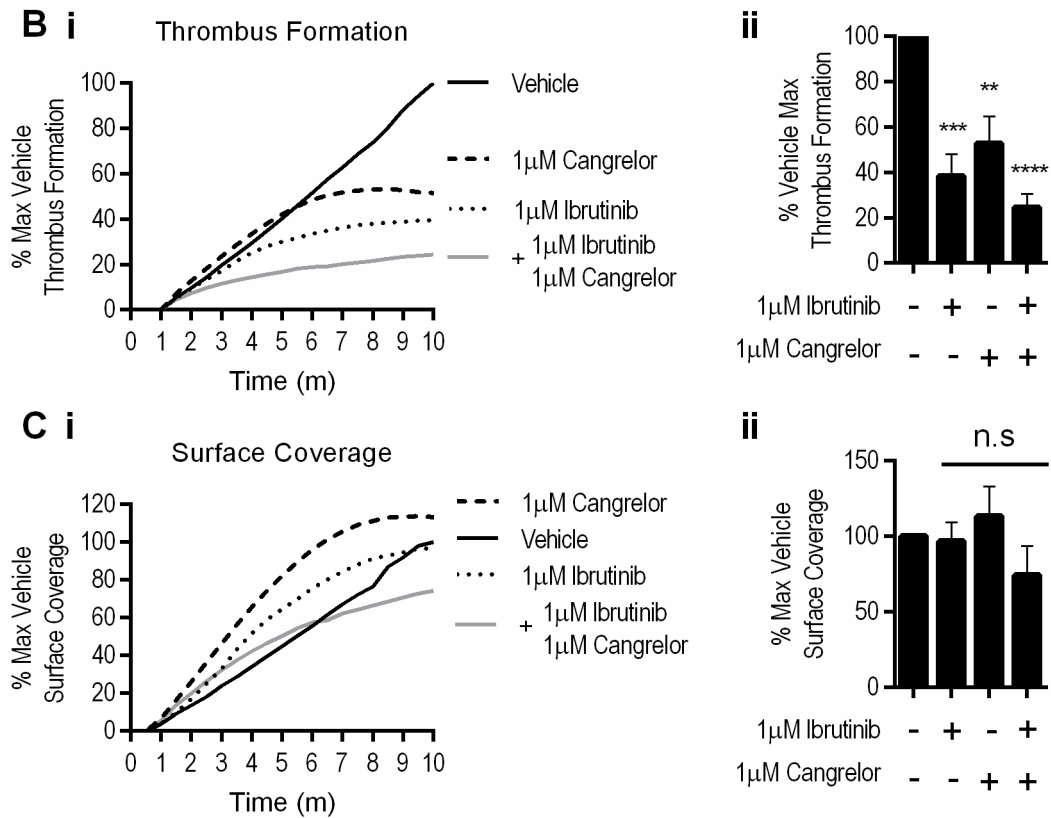 B i
Thrombus Formation
% Max Vehicle
Thrombus Formation
100
80
60
40
20
0
0 1 2 3 4 5 6 7 8 9 10
Time (m)
Vehicle
1µM Cangrelor
1µM Ibrutinib
+ 1µM Ibrutinib
1µM Cangrelor
ii
% Vehicle Max
Thrombus Formation
100
80
60
40
20
0
***
**
****
1µM Ibrutinib - + - +
1µM Cangrelor - - + +
C i
Surface Coverage
% Max Vehicle
Surface Coverage
120
100
80
60
40
20
0
0 1 2 3 4 5 6 7 8 9 10
Time (m)
1µM Cangrelor
Vehicle
1µM Ibrutinib
+ 1µM Ibrutinib
1µM Cangrelor
ii
n.s
% Max Vehicle
Surface Coverage
150
100
50
0
1µM Ibrutinib - + - +
1µM Cangrelor - - + +